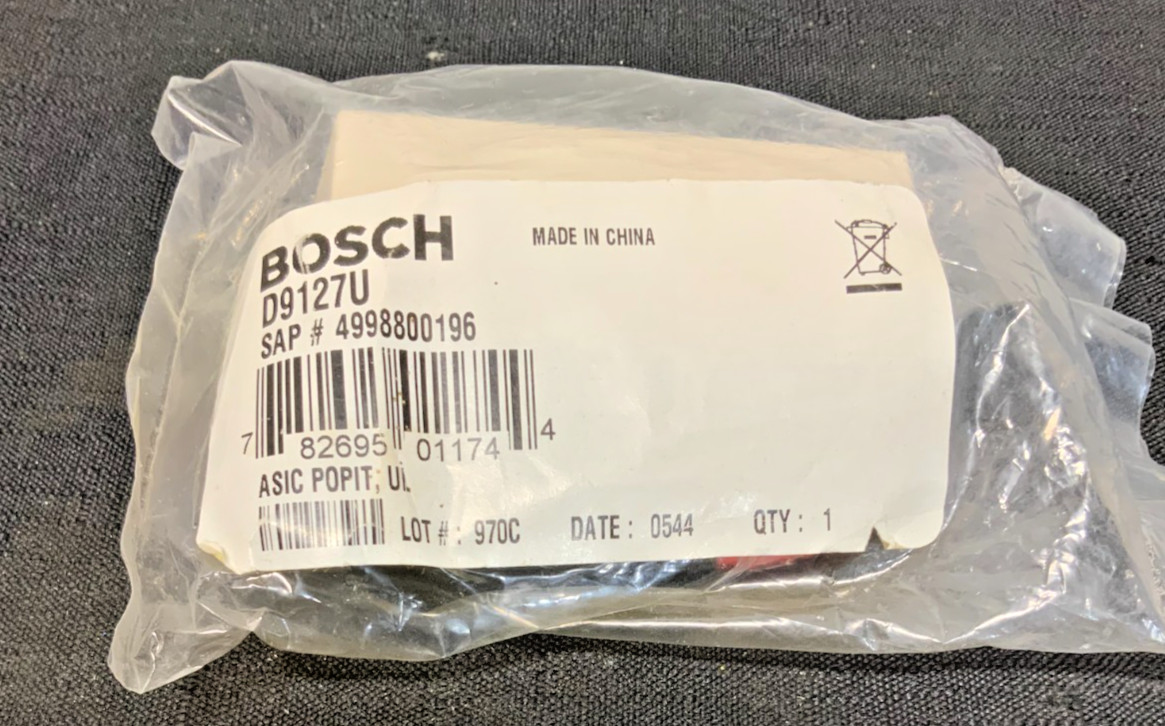 BOSCH
MADE IN CHINA
D9127U
SAP # 4998800196
7 82695 01174 4
ASIC POPIT, UL
LOT # : 970C DATE : 0544 QTY : 1